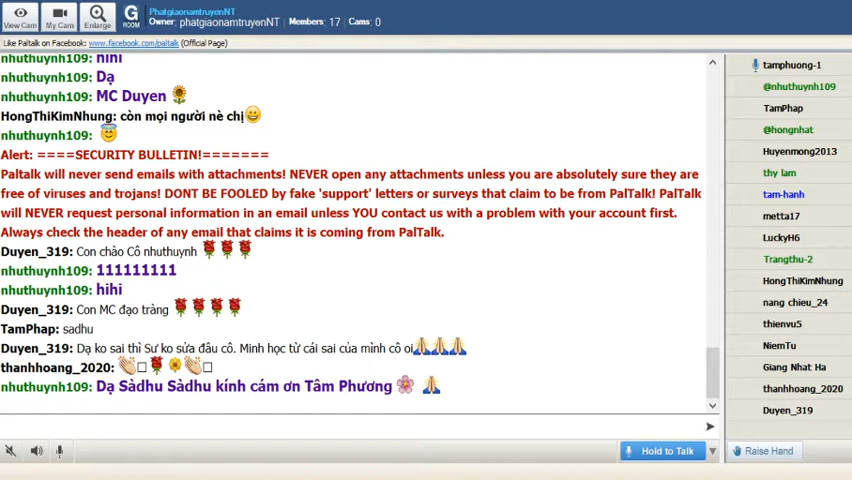 PhatgiaonamtruyenNT
Owner: phatgiaonamtruyenNT Members: 17 Cams: 0
View Cam
My Cam
Enlarge
G ROOM
Like Paltalk on Facebook: www.facebook.com/paltalk (Official Page)
nhuthuynh109: hihi
nhuthuynh109: Dạ
nhuthuynh109: MC Duyen
HongThiKimNhung: còn mọi người nè chị
nhuthuynh109:
Alert: ====SECURITY BULLETIN!=======
Paltalk will never send emails with attachments! NEVER open any attachments unless you are absolutely sure they are
free of viruses and trojans! DONT BE FOOLED by fake 'support' letters or surveys that claim to be from PalTalk! PalTalk
will NEVER request personal information in an email unless YOU contact us with a problem with your account first.
Always check the header of any email that claims it is coming from PalTalk.
Duyen_319: Con chào Cô nhuthuynh
nhuthuynh109: 111111111
nhuthuynh109: hihi
Duyen_319: Con MC đạo tràng
TamPhap: sadhu
Duyen_319: Dạ ko sai thì Sư ko sửa đâu cô. Minh học từ cái sai của mình cô oi
thanhhoang_2020:
nhuthuynh109: Dạ Sàdhu Sàdhu kính cám ơn Tâm Phương
tamphuong-1
@nhuthuynh109
TamPhap
@hongnhat
Huyenmong2013
thy lam
tam-hanh
metta17
LuckyH6
Trangthu-2
HongThiKimNhung
nang chieu_24
thienvu5
NiemTu
Giang Nhat Ha
thanhhoang_2020
Duyen_319
Hold to Talk
Raise Hand